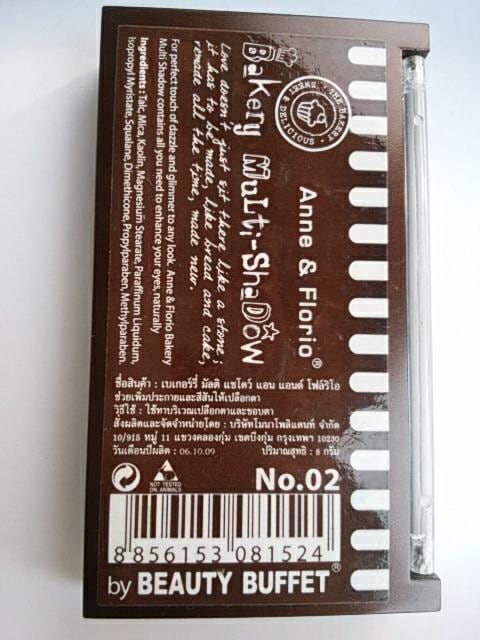 THE BAKER
SWEET & DELICIOUS
Anne & Florio®
De Bakery Multi-Shadow
Love doesn't just sit there like a stone;
it has to be made, like bread and cake,
remade all the time, made new.
For perfect touch of dazzle and glimmer to any look. Anne & Florio Bakery
Multi Shadow contains all you need to enhance your eyes, naturally
Ingredients : Talc, Mica, Kaolin, Magnesium Stearate, Paraffinum Liquidum,
Isopropyl Myristate, Squalane, Dimethicone, Propylparaben, Methylparaben.
ชื่อสินค้า : เบเกอร์รี่ มัลติ แชโดว์ แอน แอนด์ โฟลริโอ
ช่วยเพิ่มประกายและสีสันให้เปลือกตา
วิธีใช้ : ใช้ทาบริเวณเปลือกตาและขอบตา
สั่งผลิตและจัดจำหน่ายโดย : บริษัทโมนาโพลิแตนท์ จำกัด
10/915 หมู่ 11 แขวงคลองกุ่ม เขตบึงกุ่ม กรุงเทพฯ 10230
วันเดือนปีผลิต : 06.10.09 ปริมาณสุทธิ : 8 กรัม
NOT TESTED
ON ANIMALS
No.02
8 856153 081524
by BEAUTY BUFFET®